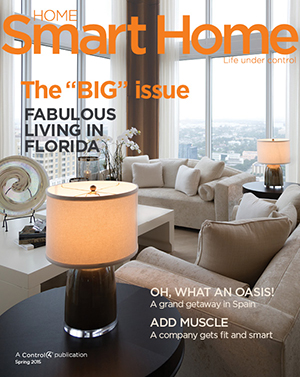 HOME
Smart Home
Life under control
The “BIG” issue
FABULOUS
LIVING IN
FLORIDA
OH, WHAT AN OASIS!
A grand getaway in Spain.
ADD MUSCLE
A company gets fit and smart
A Control4 publication
Spring 2015